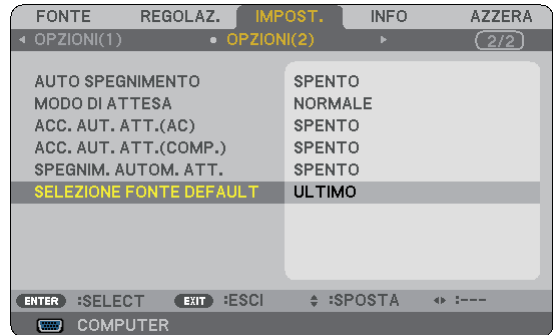 FONTE REGOLAZ. IMPOST. INFO AZZERA
OPZIONI(1) OPZIONI(2) 2/2
AUTO SPEGNIMENTO SPENTO
MODO DI ATTESA NORMALE
ACC. AUT. ATT.(AC) SPENTO
ACC. AUT. ATT.(COMP.) SPENTO
SPEGNIM. AUTOM. ATT. SPENTO
SELEZIONE FONTE DEFAULT ULTIMO
ENTER :SELECT EXIT :ESCI :SPOSTA :---
COMPUTER